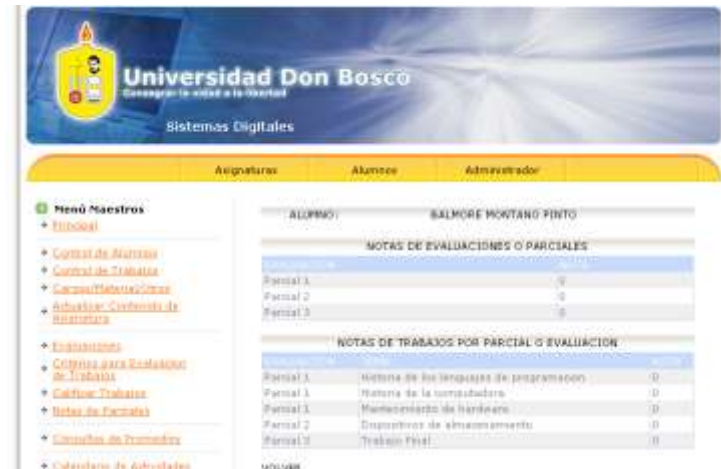 Universidad Don Bosco
Sistemas Digitales
Asignaturas Alumnos Administrador
Menú Maestros
Principal
Control de Alumnos
Control de Trabajos
Actualizar Contenido de
Asignatura
Evaluaciones
Criterios para Evaluacion
de Trabajos
Calificar Trabajos
Notas de Parciales
Consultas de Promedios
Calendario de Actividades
ALUMNO: BALMORE MONTANO PINTO
NOTAS DE EVALUACIONES O PARCIALES
Parcial 1 0
Parcial 2 0
Parcial 3 0
NOTAS DE TRABAJOS POR PARCIAL O EVALUACION
Parcial 1 Historia de los lenguajes de programacion 0
Parcial 1 Historia de la computadora 0
Parcial 1 Mantenimiento de hardware 0
Parcial 2 Dispositivos de almacenamiento 0
Parcial 3 Trabajo Final 0
VOLVER